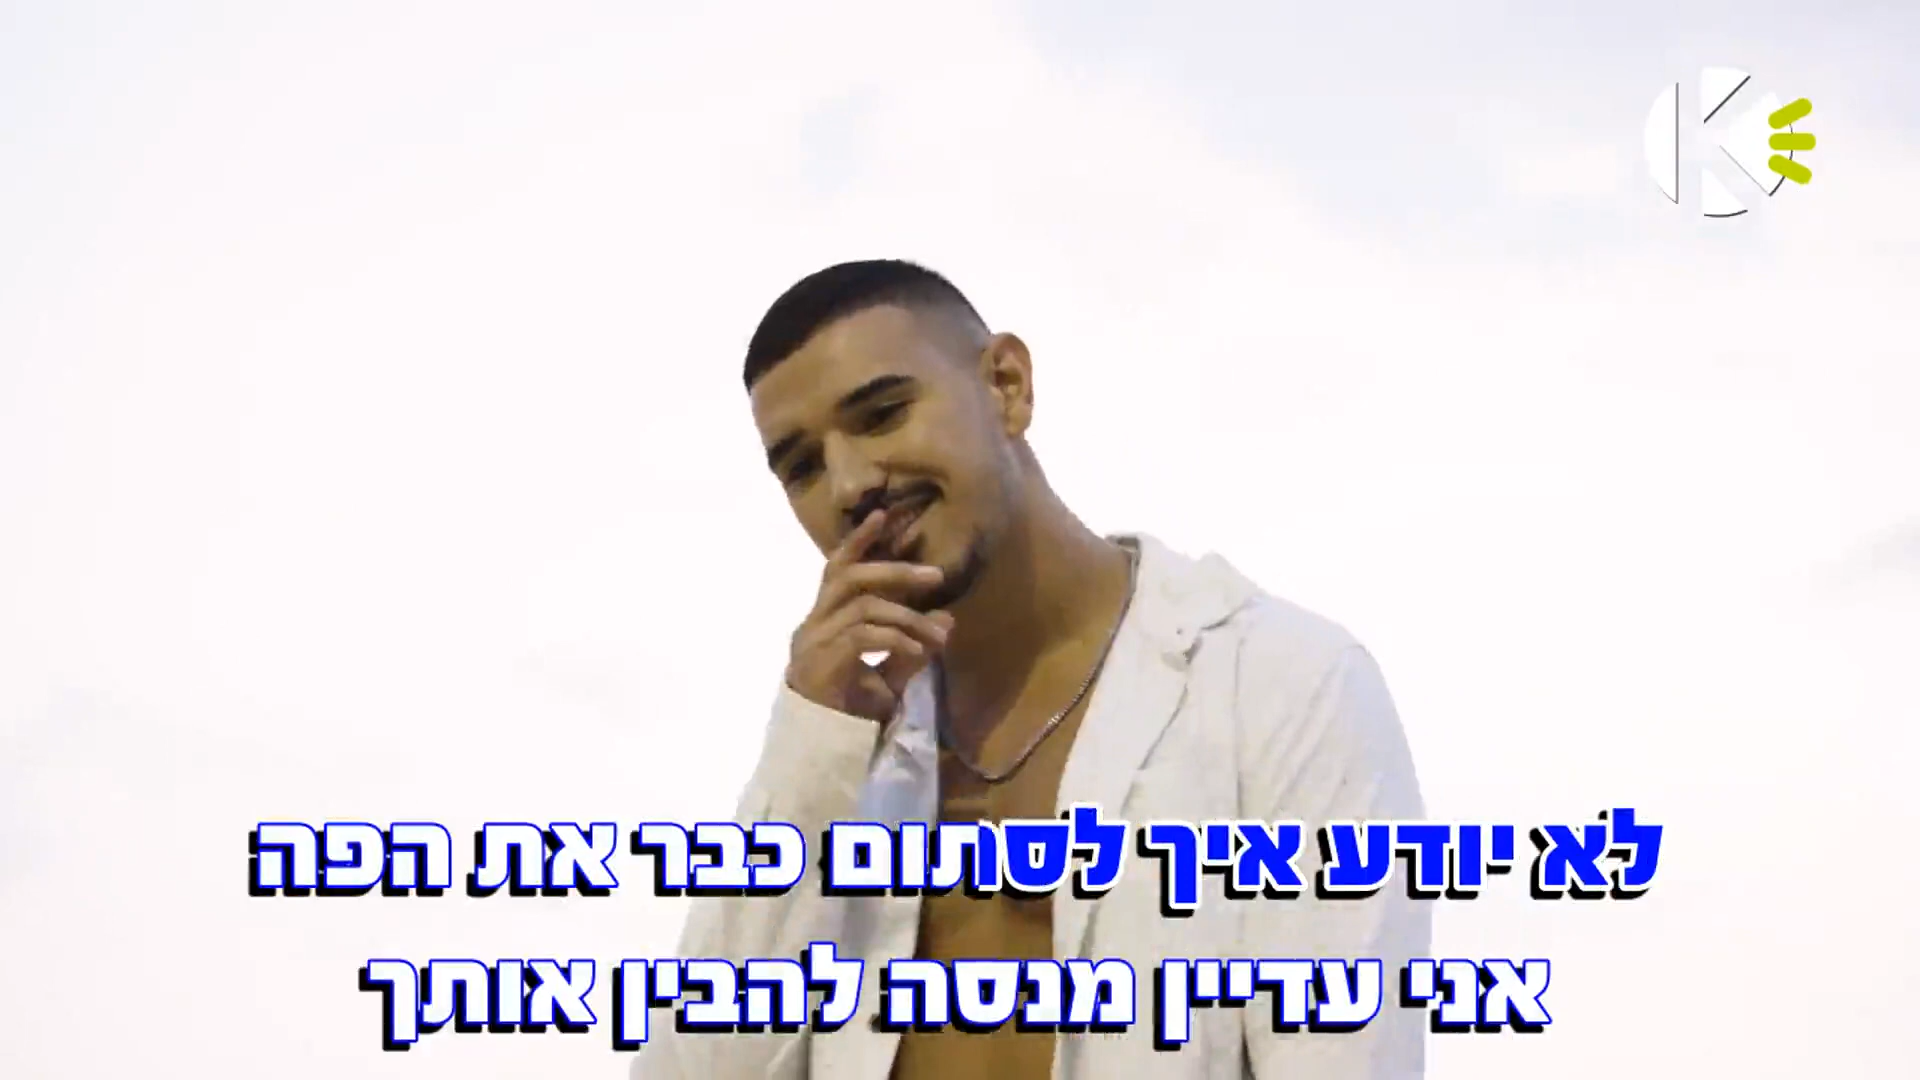 לא יודע איך לסתום כבר את הפה
אני עדיין מנסה להבין אותך